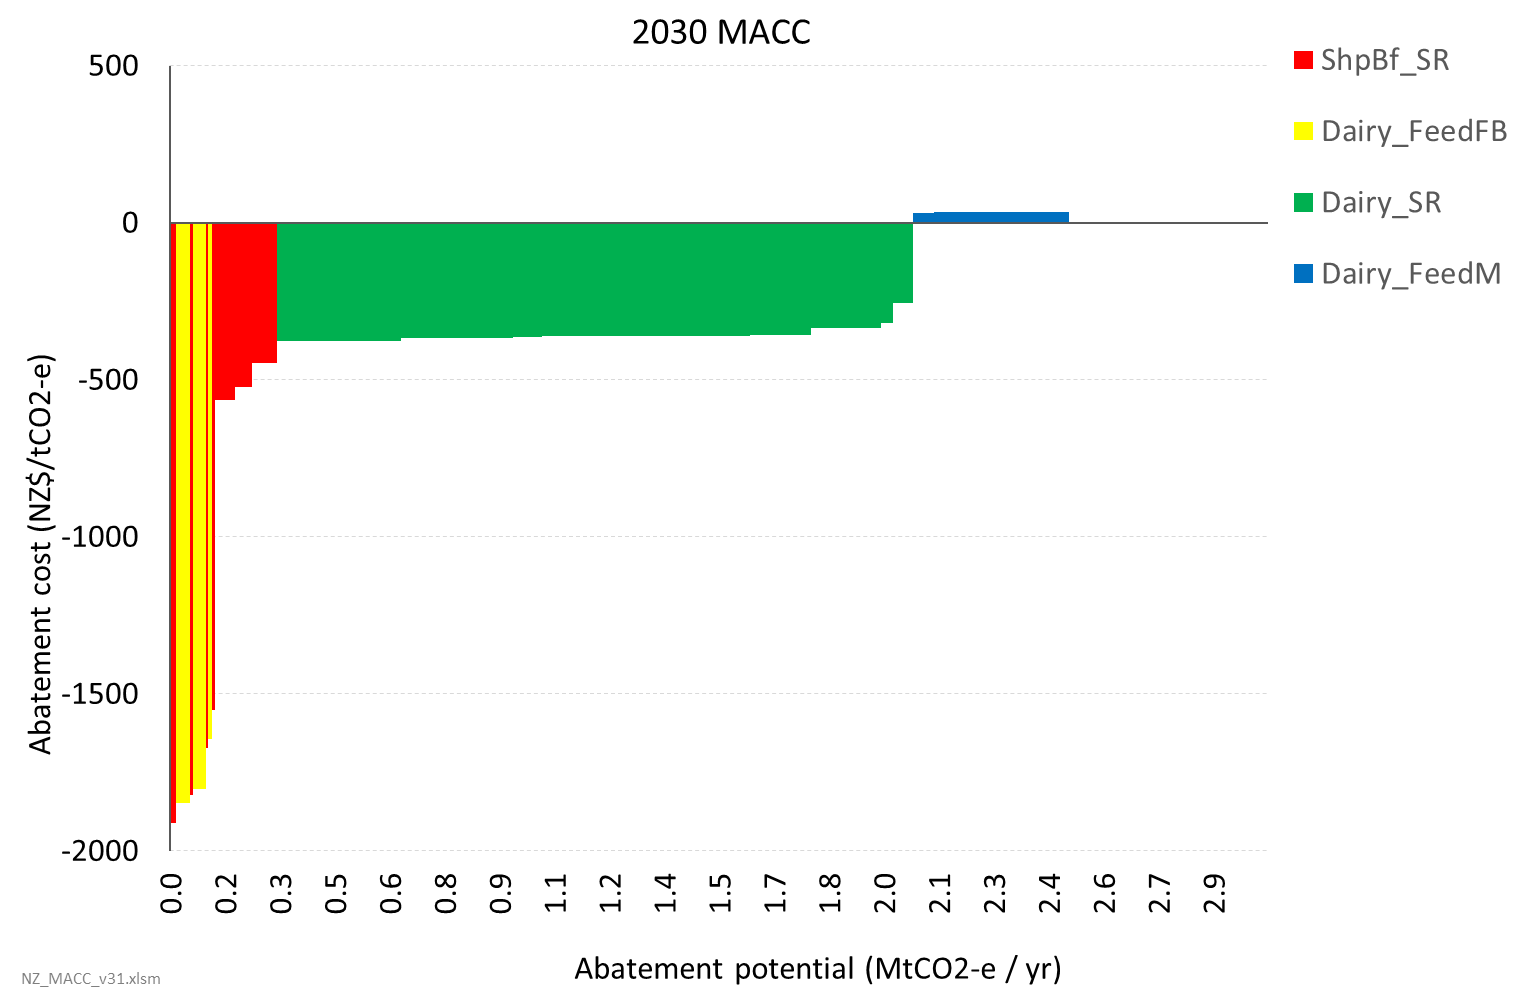 2030 MACC
500
0
-500
-1000
-1500
-2000
Abatement cost (NZ$/tCO2-e)
0.0 0.2 0.3 0.5 0.6 0.8 0.9 1.1 1.2 1.4 1.5 1.7 1.8 2.0 2.1 2.3 2.4 2.6 2.7 2.9
Abatement potential (MtCO2-e / yr)
ShpBf_SR
Dairy_FeedFB
Dairy_SR
Dairy_FeedM
NZ_MACC_v31.xlsm